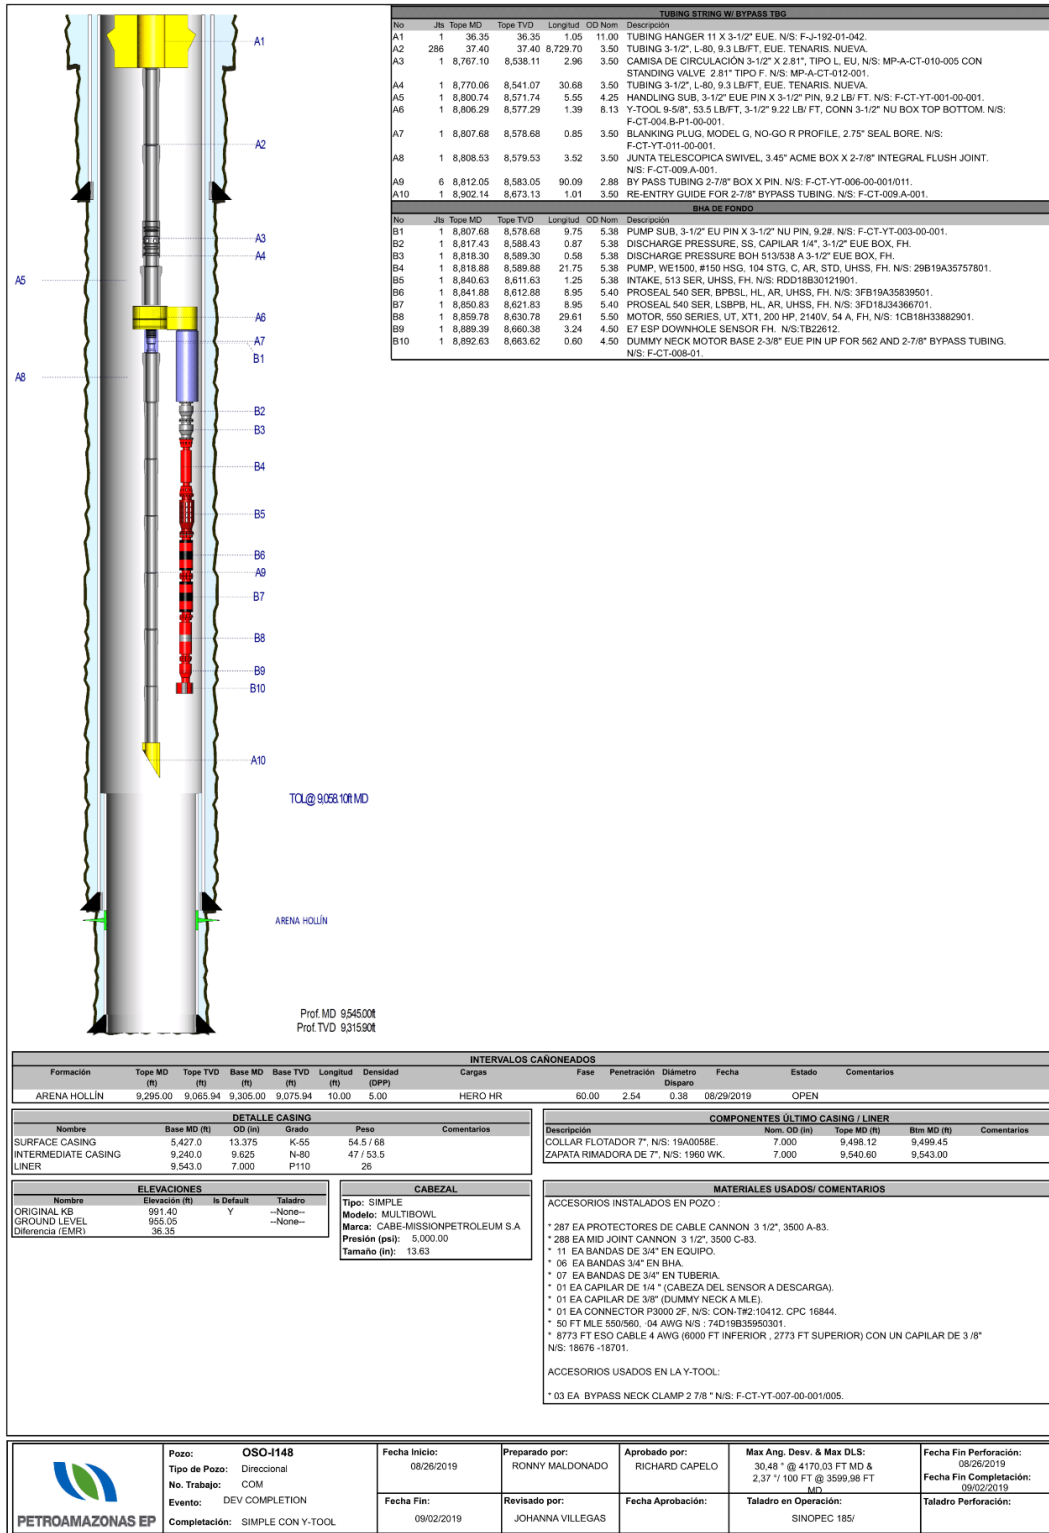 TUBING STRING W/ BYPASS TBG
No Jts Tope MD Tope TVD Longitud OD Nom Descripción
A1 1 36.35 36.35 1.05 11.00 TUBING HANGER 11 X 3-1/2" EUE. N/S: F-J-192-01-042.
A2 286 37.40 37.40 8,729.70 3.50 TUBING 3-1/2", L-80, 9.3 LB/FT, EUE. TENARIS. NUEVA.
A3 1 8,767.10 8,538.11 2.96 3.50 CAMISA DE CIRCULACIÓN 3-1/2" X 2.81", TIPO L, EU, N/S: MP-A-CT-010-005 CON
STANDING VALVE 2.81" TIPO F. N/S: MP-A-CT-012-001.
A4 1 8,770.06 8,541.07 30.68 3.50 TUBING 3-1/2", L-80, 9.3 LB/FT, EUE. TENARIS. NUEVA.
A5 1 8,800.74 8,571.74 5.55 4.25 HANDLING SUB, 3-1/2" EUE PIN X 3-1/2" PIN, 9.2 LB/ FT. N/S: F-CT-YT-001-00-001.
A6 1 8,806.29 8,577.29 1.39 8.13 Y-TOOL 9-5/8", 53.5 LB/FT, 3-1/2" 9.22 LB/ FT, CONN 3-1/2" NU BOX TOP BOTTOM. N/S:
F-CT-004.B-P1-00-001.
A7 1 8,807.68 8,578.68 0.85 3.50 BLANKING PLUG, MODEL G, NO-GO R PROFILE, 2.75" SEAL BORE. N/S:
F-CT-YT-011-00-001.
A8 1 8,808.53 8,579.53 3.52 3.50 JUNTA TELESCOPICA SWIVEL, 3.45" ACME BOX X 2-7/8" INTEGRAL FLUSH JOINT.
N/S: F-CT-009.A-001.
A9 6 8,812.05 8,583.05 90.09 2.88 BY PASS TUBING 2-7/8" BOX X PIN. N/S: F-CT-YT-006-00-001/011.
A10 1 8,902.14 8,673.13 1.01 3.50 RE-ENTRY GUIDE FOR 2-7/8" BYPASS TUBING. N/S: F-CT-009.A-001.
BHA DE FONDO
No Jts Tope MD Tope TVD Longitud OD Nom Descripción
B1 1 8,807.68 8,578.68 9.75 5.38 PUMP SUB, 3-1/2" EU PIN X 3-1/2" NU PIN, 9.2#. N/S: F-CT-YT-003-00-001.
B2 1 8,817.43 8,588.43 0.87 5.38 DISCHARGE PRESSURE, SS, CAPILAR 1/4", 3-1/2" EUE BOX, FH.
B3 1 8,818.30 8,589.30 0.58 5.38 DISCHARGE PRESSURE BOH 513/538 A 3-1/2" EUE BOX, FH.
B4 1 8,818.88 8,589.88 21.75 5.38 PUMP, WE1500, #150 HSG, 104 STG, C, AR, STD, UHSS, FH. N/S: 29B19A35757801.
B5 1 8,840.63 8,611.63 1.25 5.38 INTAKE, 513 SER, UHSS, FH. N/S: RDD18B30121901.
B6 1 8,841.88 8,612.88 8.95 5.40 PROSEAL 540 SER, BPBSL, HL, AR, UHSS, FH. N/S: 3FB19A35839501.
B7 1 8,850.83 8,621.83 8.95 5.40 PROSEAL 540 SER, LSBPB, HL, AR, UHSS, FH. N/S: 3FD18J34366701.
B8 1 8,859.78 8,630.78 29.61 5.50 MOTOR, 550 SERIES, UT, XT1, 200 HP, 2140V, 54 A, FH, N/S: 1CB18H33882901.
B9 1 8,889.39 8,660.38 3.24 4.50 E7 ESP DOWNHOLE SENSOR FH. N/S:TB22612.
B10 1 8,892.63 8,663.62 0.60 4.50 DUMMY NECK MOTOR BASE 2-3/8" EUE PIN UP FOR 562 AND 2-7/8" BYPASS TUBING.
N/S: F-CT-008-01.
A1
A2
A3
A4
A5
A6
A7
B1
A8
B2
B3
B4
B5
B6
A9
B7
B8
B9
B10
A10
TOL@ 9,058.10ft MD
ARENA HOLLÍN
Prof. MD 9,545.00ft
Prof. TVD 9,315.90ft
INTERVALOS CAÑONEADOS
Formación Tope MD (ft) Tope TVD (ft) Base MD (ft) Base TVD (ft) Longitud (ft) Densidad (DPP) Cargas Fase Penetración Diámetro Disparo Fecha Estado Comentarios
ARENA HOLLÍN 9,295.00 9,065.94 9,305.00 9,075.94 10.00 5.00 HERO HR 60.00 2.54 0.38 08/29/2019 OPEN
DETALLE CASING
Nombre Base MD (ft) OD (in) Grado Peso Comentarios
SURFACE CASING 5,427.0 13.375 K-55 54.5 / 68
INTERMEDIATE CASING 9,240.0 9.625 N-80 47 / 53.5
LINER 9,543.0 7.000 P110 26
COMPONENTES ÚLTIMO CASING / LINER
Descripción Nom. OD (in) Tope MD (ft) Btm MD (ft) Comentarios
COLLAR FLOTADOR 7", N/S: 19A0058E. 7.000 9,498.12 9,499.45
ZAPATA RIMADORA DE 7", N/S: 1960 WK. 7.000 9,540.60 9,543.00
ELEVACIONES
Nombre Elevación (ft) Is Default Taladro
ORIGINAL KB 991.40 Y --None--
GROUND LEVEL 955.05 --None--
Diferencia (EMR) 36.35
CABEZAL
Tipo: SIMPLE
Modelo: MULTIBOWL
Marca: CABE-MISSIONPETROLEUM S.A
Presión (psi): 5,000.00
Tamaño (in): 13.63
MATERIALES USADOS/ COMENTARIOS
ACCESORIOS INSTALADOS EN POZO :
* 287 EA PROTECTORES DE CABLE CANNON 3 1/2", 3500 A-83.
* 288 EA MID JOINT CANNON 3 1/2", 3500 C-83.
* 11 EA BANDAS DE 3/4" EN EQUIPO.
* 06 EA BANDAS 3/4" EN BHA.
* 07 EA BANDAS DE 3/4" EN TUBERIA.
* 01 EA CAPILAR DE 1/4 " (CABEZA DEL SENSOR A DESCARGA).
* 01 EA CAPILAR DE 3/8" (DUMMY NECK A MLE).
* 01 EA CONNECTOR P3000 2F, N/S: CON-T#2:10412. CPC 16844.
* 50 FT MLE 550/560, -04 AWG N/S : 74D19B35950301.
* 8773 FT ESO CABLE 4 AWG (6000 FT INFERIOR , 2773 FT SUPERIOR) CON UN CAPILAR DE 3 /8"
N/S: 18676 -18701.
ACCESORIOS USADOS EN LA Y-TOOL:
* 03 EA BYPASS NECK CLAMP 2 7/8 " N/S: F-CT-YT-007-00-001/005.
PETROAMAZONAS EP
Pozo: OSO-I148
Tipo de Pozo: Direccional
No. Trabajo: COM
Evento: DEV COMPLETION
Completación: SIMPLE CON Y-TOOL
Fecha Inicio:
08/26/2019
Fecha Fin:
09/02/2019
Preparado por:
RONNY MALDONADO
Revisado por:
JOHANNA VILLEGAS
Aprobado por:
RICHARD CAPELO
Fecha Aprobación:
Max Ang. Desv. & Max DLS:
30,48 ° @ 4170,03 FT MD &
2,37 °/ 100 FT @ 3599,98 FT
MD
Taladro en Operación:
SINOPEC 185/
Fecha Fin Perforación:
08/26/2019
Fecha Fin Completación:
09/02/2019
Taladro Perforación: